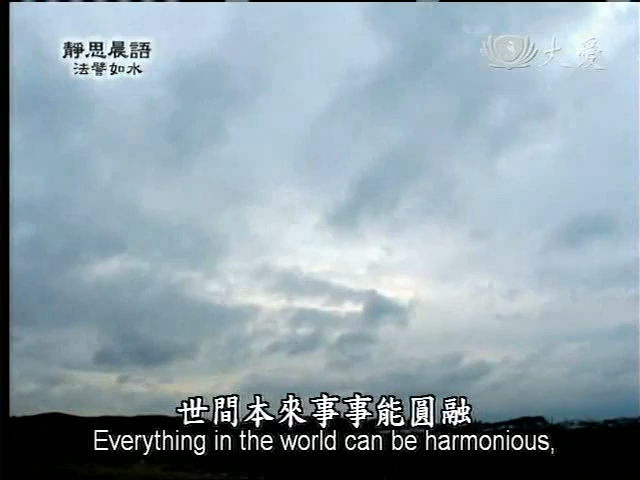 靜思晨語
法譬如水
大愛
世間本來事事能圓融
Everything in the world can be harmonious,